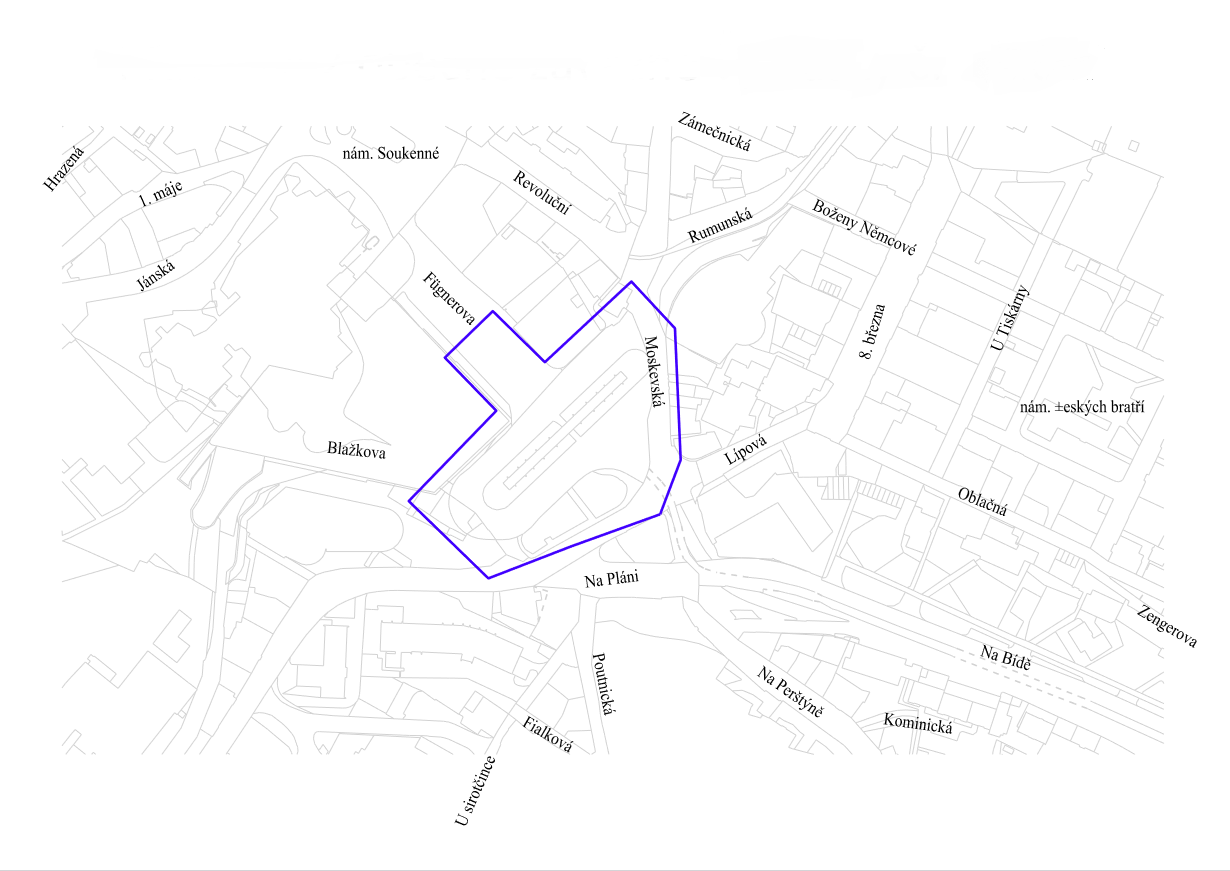 Zámečnická
nám. Soukenné
Hrazená
1. máje
Revoluční
Rumunská
Boženy Němcové
Jánská
Fügnerova
U Tiskárny
8. března
Moskevská
nám. ±eských bratří
Blažkova
Lípová
Oblačná
Na Pláni
Zengerova
Na Bídě
Poutnická
Na Perštýně
Kominická
Fialková
U sirotčince